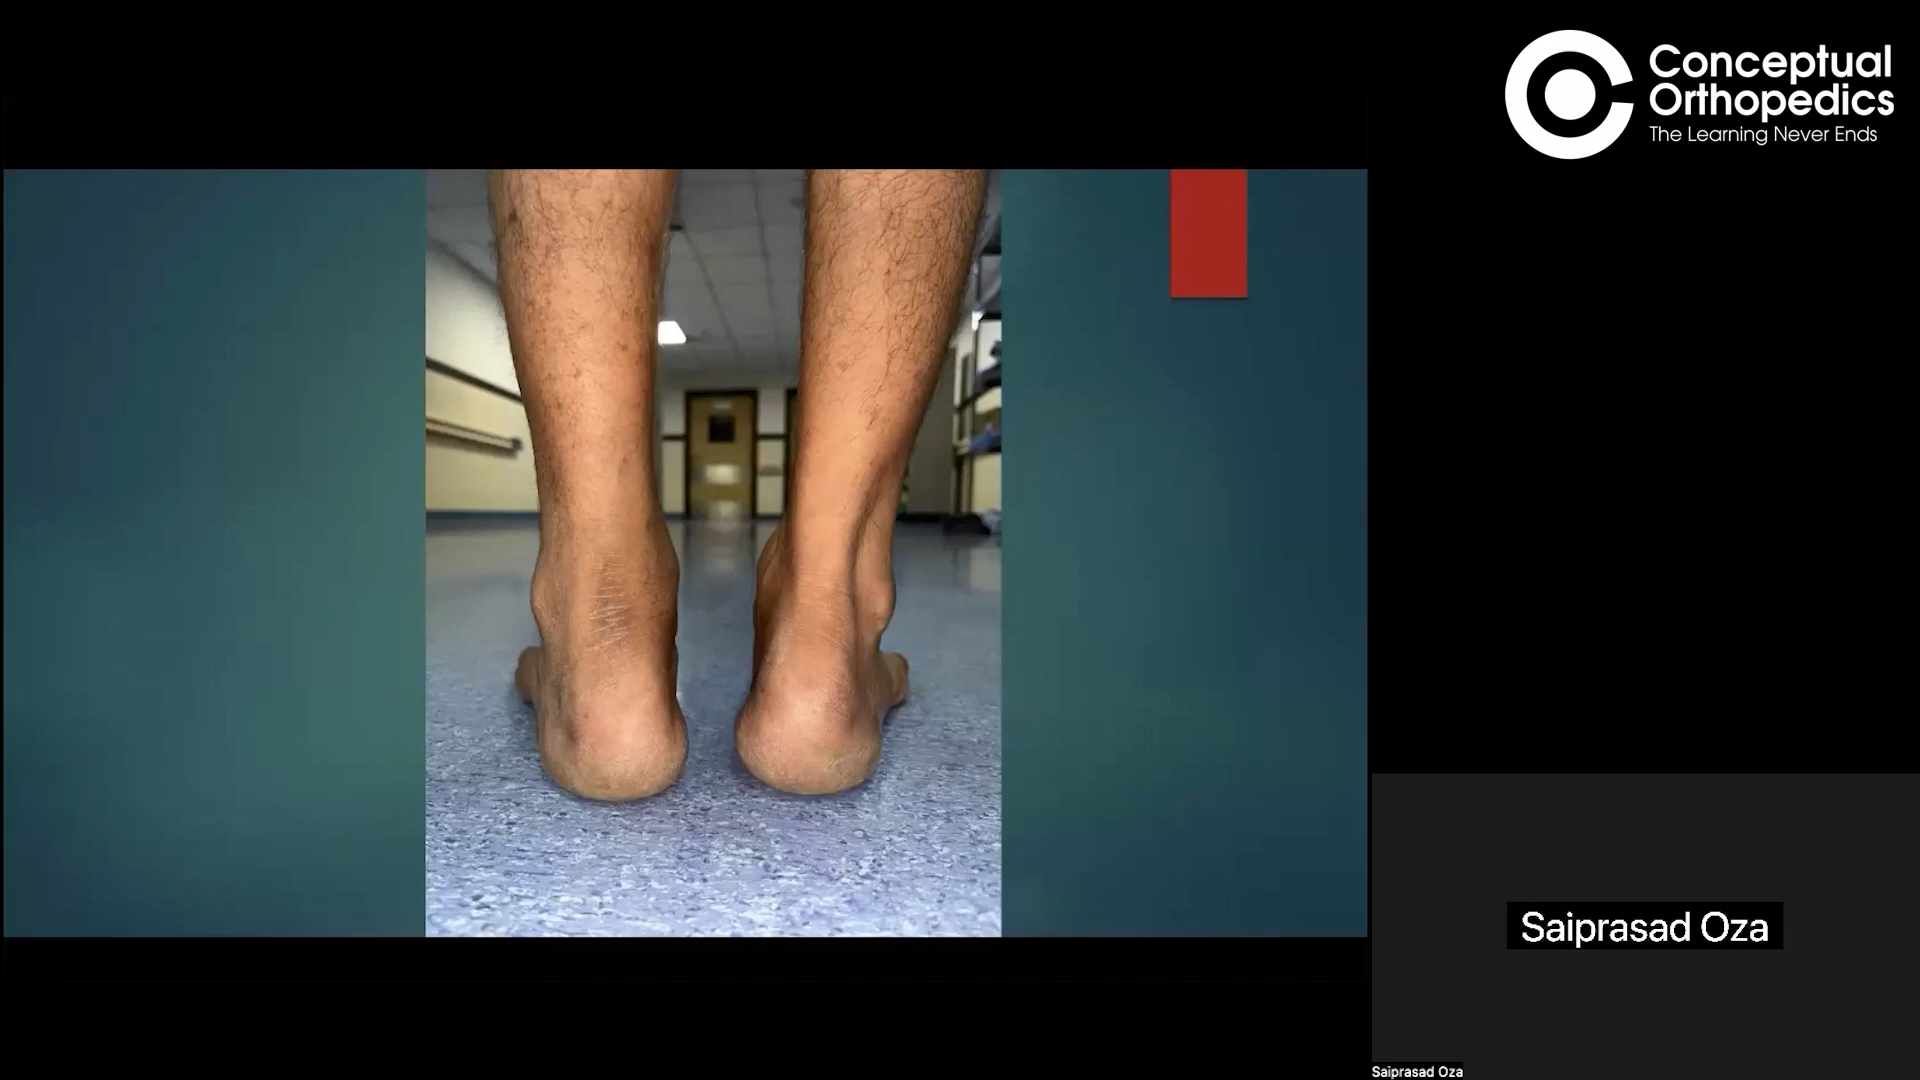 Conceptual
Orthopedics
The Learning Never Ends
Saiprasad Oza
Saiprasad Oza